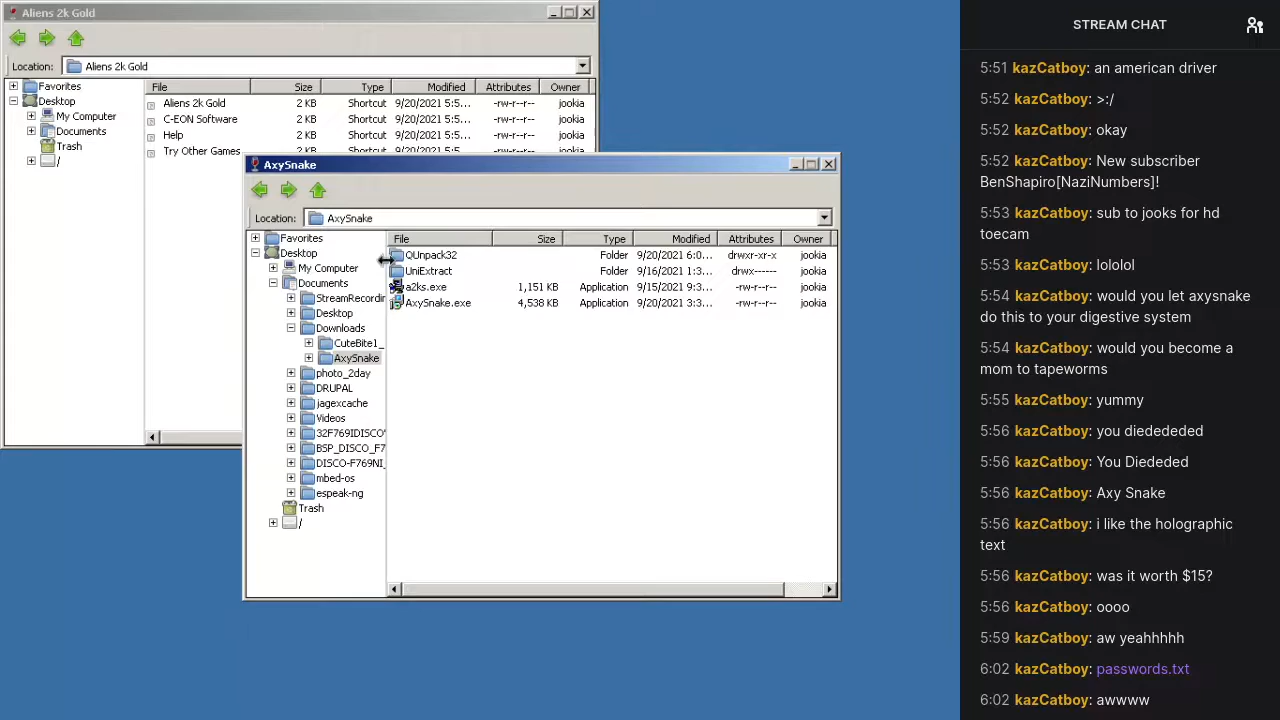 Aliens 2k Gold
Location: Aliens 2k Gold
Favorites
Desktop
My Computer
Documents
Trash
/
File Size Type Modified Attributes Owner
Aliens 2k Gold 2 KB Shortcut 9/20/2021 5:5... -rw-r--r-- jookia
C-EON Software 2 KB Shortcut 9/20/2021 5:5... -rw-r--r-- jookia
Help 2 KB Shortcut 9/20/2021 5:5... -rw-r--r-- jookia
Try Other Games 2 KB Shortcut 9/20/2021 5:5... -rw-r--r-- jookia
AxySnake
Location: AxySnake
Favorites
Desktop
My Computer
Documents
StreamRecordin
Desktop
Downloads
CuteBite1_
AxySnake
photo_2day
DRUPAL
jagexcache
Videos
32F769IDISCO
BSP_DISCO_F7
DISCO-F769NI_
mbed-os
espeak-ng
Trash
/
File Size Type Modified Attributes Owner
QUnpack32 Folder 9/20/2021 6:0... drwxr-xr-x jookia
UniExtract Folder 9/16/2021 1:3... drwx------ jookia
a2ks.exe 1,151 KB Application 9/15/2021 9:3... -rw-r--r-- jookia
AxySnake.exe 4,538 KB Application 9/20/2021 3:3... -rw-r--r-- jookia
STREAM CHAT
5:51 kazCatboy: an american driver
5:52 kazCatboy: >:/
5:52 kazCatboy: okay
5:52 kazCatboy: New subscriber
BenShapiro[NaziNumbers]!
5:53 kazCatboy: sub to jooks for hd
toecam
5:53 kazCatboy: lololol
5:54 kazCatboy: would you let axysnake
do this to your digestive system
5:54 kazCatboy: would you become a
mom to tapeworms
5:55 kazCatboy: yummy
5:56 kazCatboy: you diedededed
5:56 kazCatboy: You Diededed
5:56 kazCatboy: Axy Snake
5:56 kazCatboy: i like the holographic
text
5:56 kazCatboy: was it worth $15?
5:56 kazCatboy: oooo
5:59 kazCatboy: aw yeahhhhh
6:02 kazCatboy: passwords.txt
6:02 kazCatboy: awwww